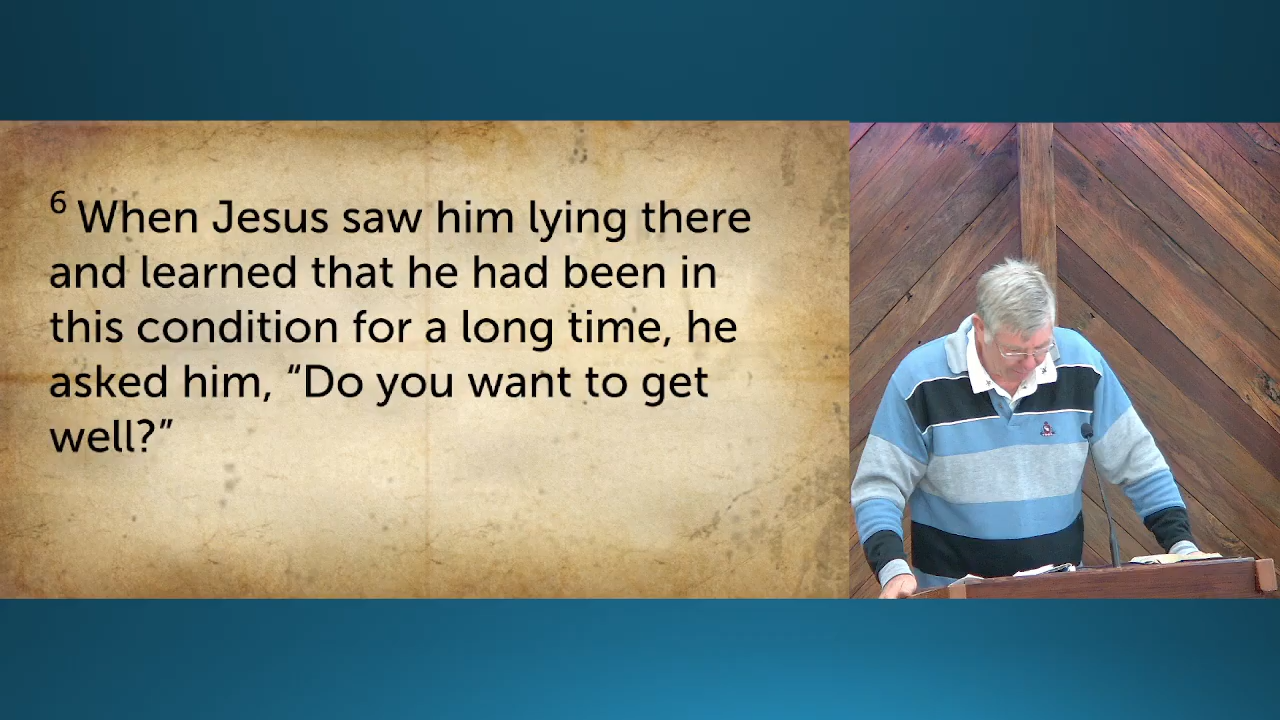 6 When Jesus saw him lying there
and learned that he had been in
this condition for a long time, he
asked him, “Do you want to get
well?”